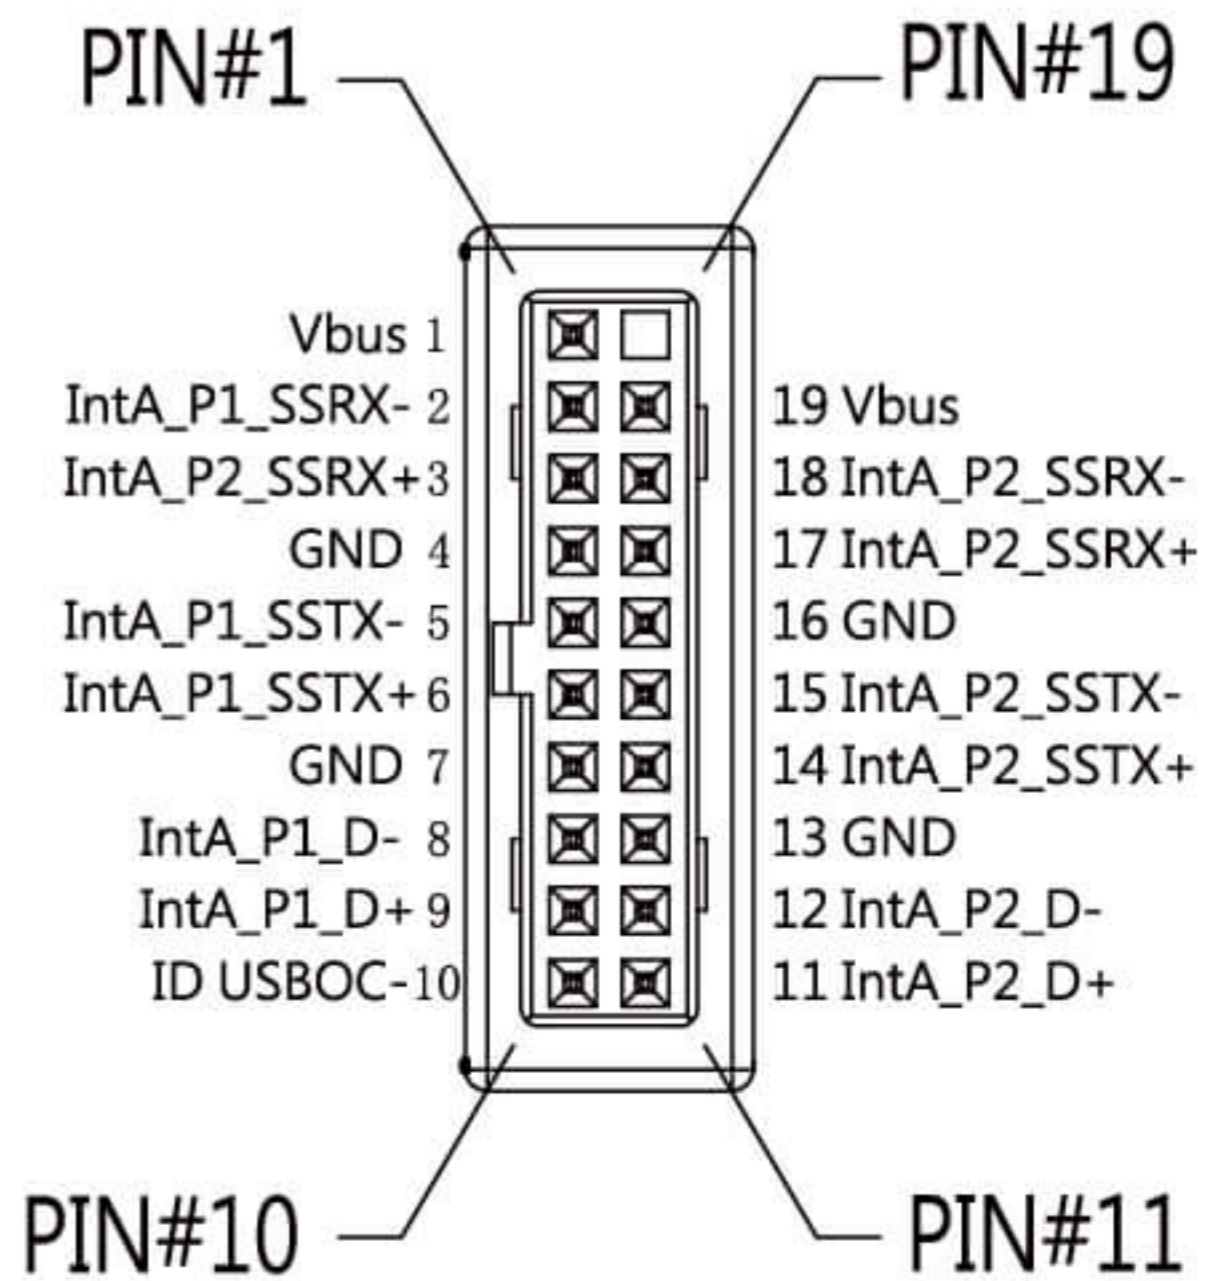 PIN#1
PIN#19
Vbus 1
IntA_P1_SSRX- 2
19 Vbus
IntA_P2_SSRX+ 3
18 IntA_P2_SSRX-
GND 4
17 IntA_P2_SSRX+
IntA_P1_SSTX- 5
16 GND
IntA_P1_SSTX+ 6
15 IntA_P2_SSTX-
GND 7
14 IntA_P2_SSTX+
IntA_P1_D- 8
13 GND
IntA_P1_D+ 9
12 IntA_P2_D-
ID USBOC-10
11 IntA_P2_D+
PIN#10
PIN#11